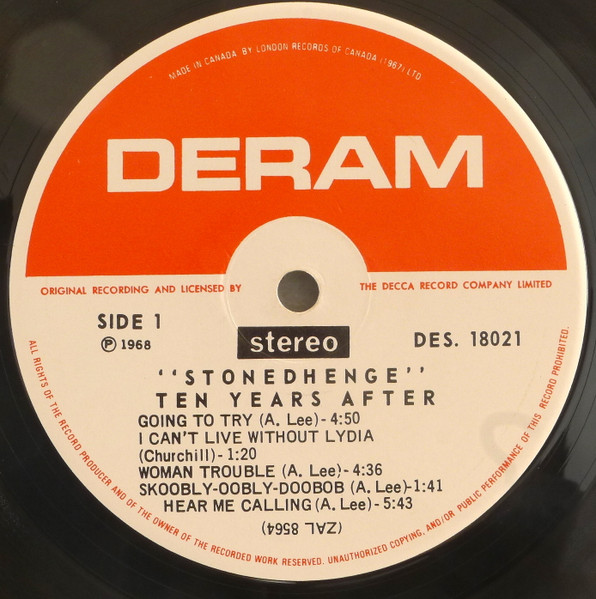 MADE IN CANADA BY LONDON RECORDS OF CANADA (1967) LTD
DERAM
ORIGINAL RECORDING AND LICENSED BY THE DECCA RECORD COMPANY LIMITED
SIDE 1
℗ 1968
stereo
DES. 18021
"STONEDHENGE"
TEN YEARS AFTER
GOING TO TRY (A. Lee)-4:50
I CAN'T LIVE WITHOUT LYDIA
(Churchill)-1:20
WOMAN TROUBLE (A. Lee)-4:36
SKOOBLY-OOBLY-DOOBOB (A. Lee)-1:41
HEAR ME CALLING (A. Lee)-5:43
(ZAL 8564)
ALL RIGHTS OF THE RECORD PRODUCER AND OF THE OWNER OF THE RECORDED WORK RESERVED. UNAUTHORIZED COPYING, AND/OR PUBLIC PERFORMANCE OF THIS RECORD PROHIBITED.